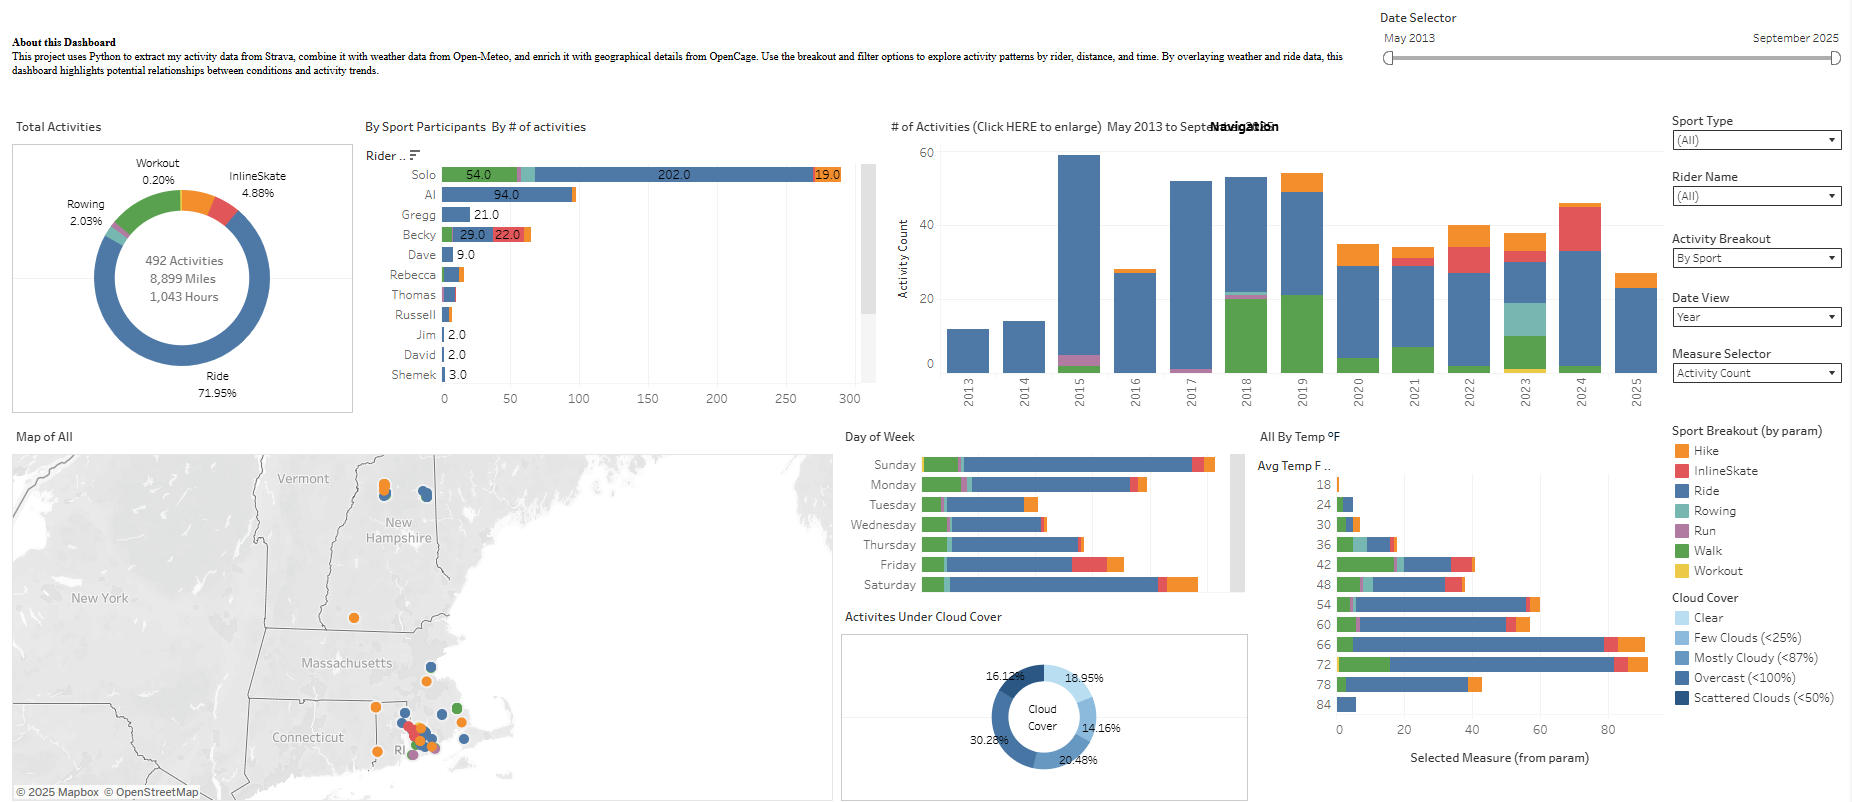 About this Dashboard
This project uses Python to extract my activity data from Strava, combine it with weather data from Open-Meteo, and enrich it with geographical details from OpenCage. Use the breakout and filter options to explore activity patterns by rider, distance, and time. By overlaying weather and ride data, this
dashboard highlights potential relationships between conditions and activity trends.
Date Selector
May 2013
September 2025
Total Activities
Workout
0.20%
InlineSkate
4.88%
Rowing
2.03%
492 Activities
8,899 Miles
1,043 Hours
Ride
71.95%
By Sport Participants By # of activities
Rider ..
Solo 54.0 202.0 19.0
Al 94.0
Gregg 21.0
Becky 29.0 22.0
Dave 9.0
Rebecca
Thomas
Russell
Jim 2.0
David 2.0
Shemek 3.0
0 50 100 150 200 250 300
# of Activities (Click HERE to enlarge) May 2013 to September 2025
Navigation
Activity Count
60
40
20
0
2013 2014 2015 2016 2017 2018 2019 2020 2021 2022 2023 2024 2025
Sport Type
(All)
Rider Name
(All)
Activity Breakout
By Sport
Date View
Year
Measure Selector
Activity Count
Map of All
Vermont
New
Hampshire
New York
Massachusetts
Connecticut
RI
© 2025 Mapbox © OpenStreetMap
Day of Week
Sunday
Monday
Tuesday
Wednesday
Thursday
Friday
Saturday
Activites Under Cloud Cover
16.12%
18.95%
Cloud
Cover
14.16%
30.28%
20.48%
All By Temp ºF
Avg Temp F ..
18
24
30
36
42
48
54
60
66
72
78
84
0 20 40 60 80
Selected Measure (from param)
Sport Breakout (by param)
Hike
InlineSkate
Ride
Rowing
Run
Walk
Workout
Cloud Cover
Clear
Few Clouds (<25%)
Mostly Cloudy (<87%)
Overcast (<100%)
Scattered Clouds (<50%)